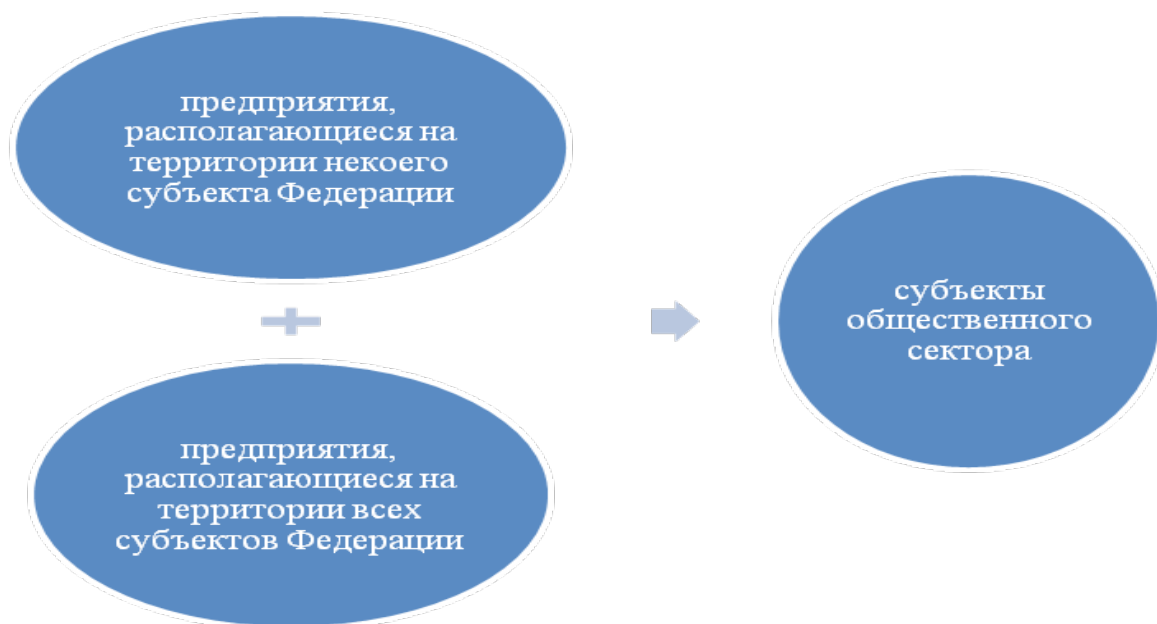 предприятия,
располагающиеся на
территории некоего
субъекта Федерации
предприятия,
располагающиеся на
территории всех
субъектов Федерации
субъекты
общественного
сектора